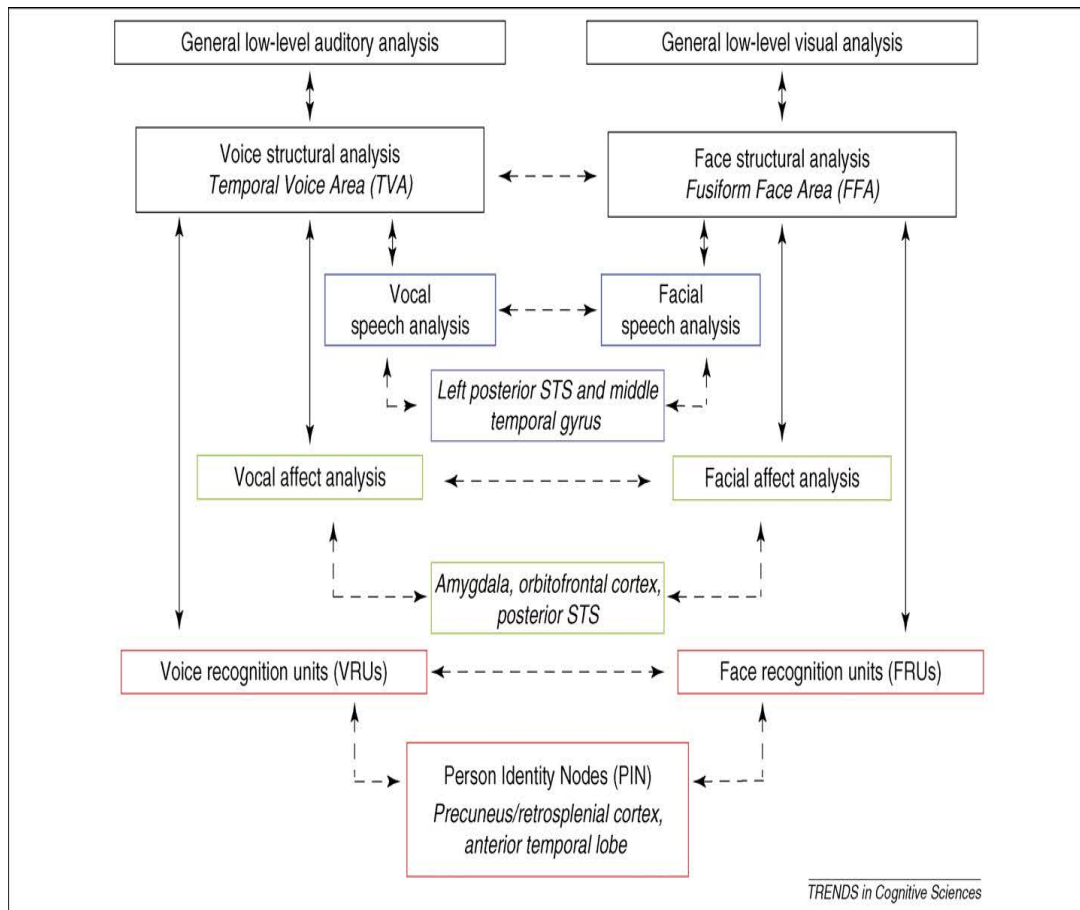 General low-level auditory analysis
General low-level visual analysis
Voice structural analysis
Temporal Voice Area (TVA)
Face structural analysis
Fusiform Face Area (FFA)
Vocal
speech analysis
Facial
speech analysis
Left posterior STS and middle
temporal gyrus
Vocal affect analysis
Facial affect analysis
Amygdala, orbitofrontal cortex,
posterior STS
Voice recognition units (VRUs)
Face recognition units (FRUs)
Person Identity Nodes (PIN)
Precuneus/retrosplenial cortex,
anterior temporal lobe
TRENDS in Cognitive Sciences